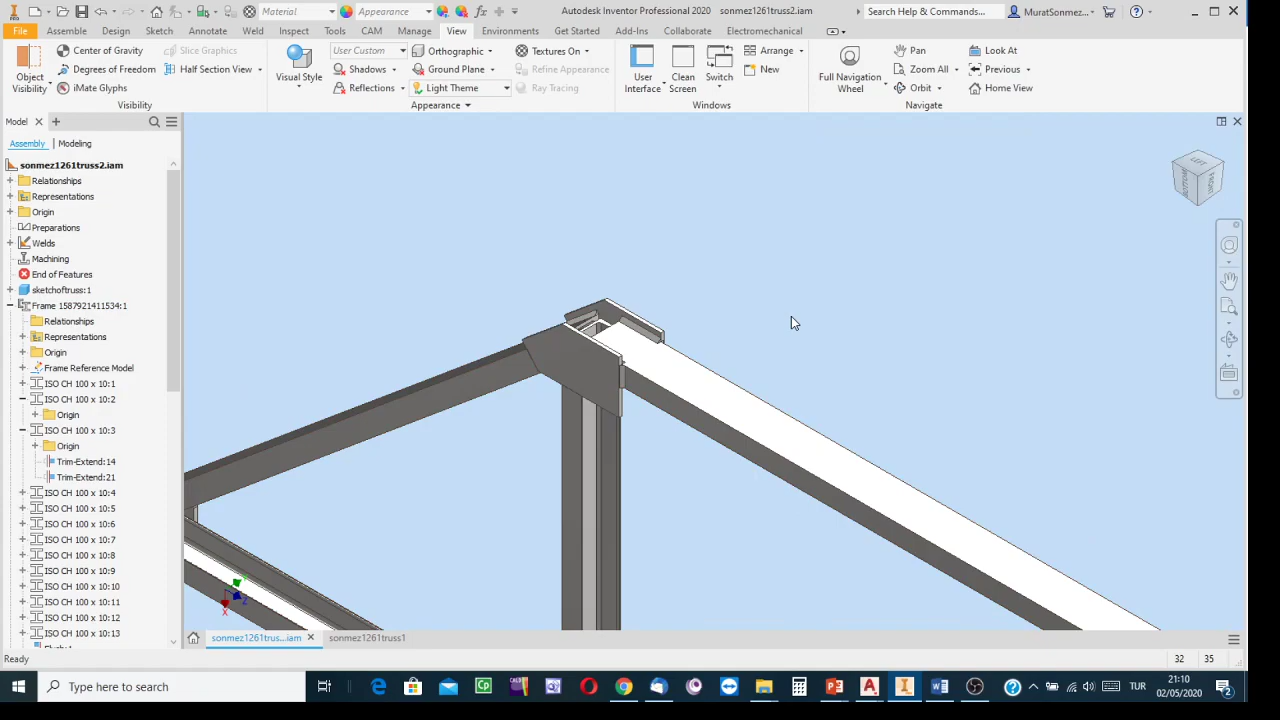 Material
Appearance
Autodesk Inventor Professional 2020 sonmez1261truss2.iam
Search Help & Commands...
MuratSonmez...
File Assembly Design Sketch Annotate Weld Inspect Tools CAM Manage View Environments Get Started Add-Ins Collaborate Electromechanical
Object Visibility
Center of Gravity
Degrees of Freedom
iMate Glyphs
Slice Graphics
Half Section View
Visibility
Visual Style
User Custom
Shadows
Reflections
Orthographic
Ground Plane
Light Theme
Textures On
Refine Appearance
Ray Tracing
Appearance
User Interface
Clean Screen
Switch
Arrange
New
Windows
Full Navigation Wheel
Pan
Zoom All
Orbit
Look At
Previous
Home View
Navigate
Model
Assembly Modeling
sonmez1261truss2.iam
Relationships
Representations
Origin
Preparations
Welds
Machining
End of Features
sketchoftruss:1
Frame 1587921411534:1
Relationships
Representations
Origin
Frame Reference Model
ISO CH 100 x 10:1
ISO CH 100 x 10:2
Origin
ISO CH 100 x 10:3
Origin
Trim-Extend:14
Trim-Extend:21
ISO CH 100 x 10:4
ISO CH 100 x 10:5
ISO CH 100 x 10:6
ISO CH 100 x 10:7
ISO CH 100 x 10:8
ISO CH 100 x 10:9
ISO CH 100 x 10:10
ISO CH 100 x 10:11
ISO CH 100 x 10:12
ISO CH 100 x 10:13
LEFT
FRONT
BOTTOM
X
Z
sonmez1261trus...iam
sonmez1261truss1
Ready
32 35
Type here to search
TUR
21:10
02/05/2020
2